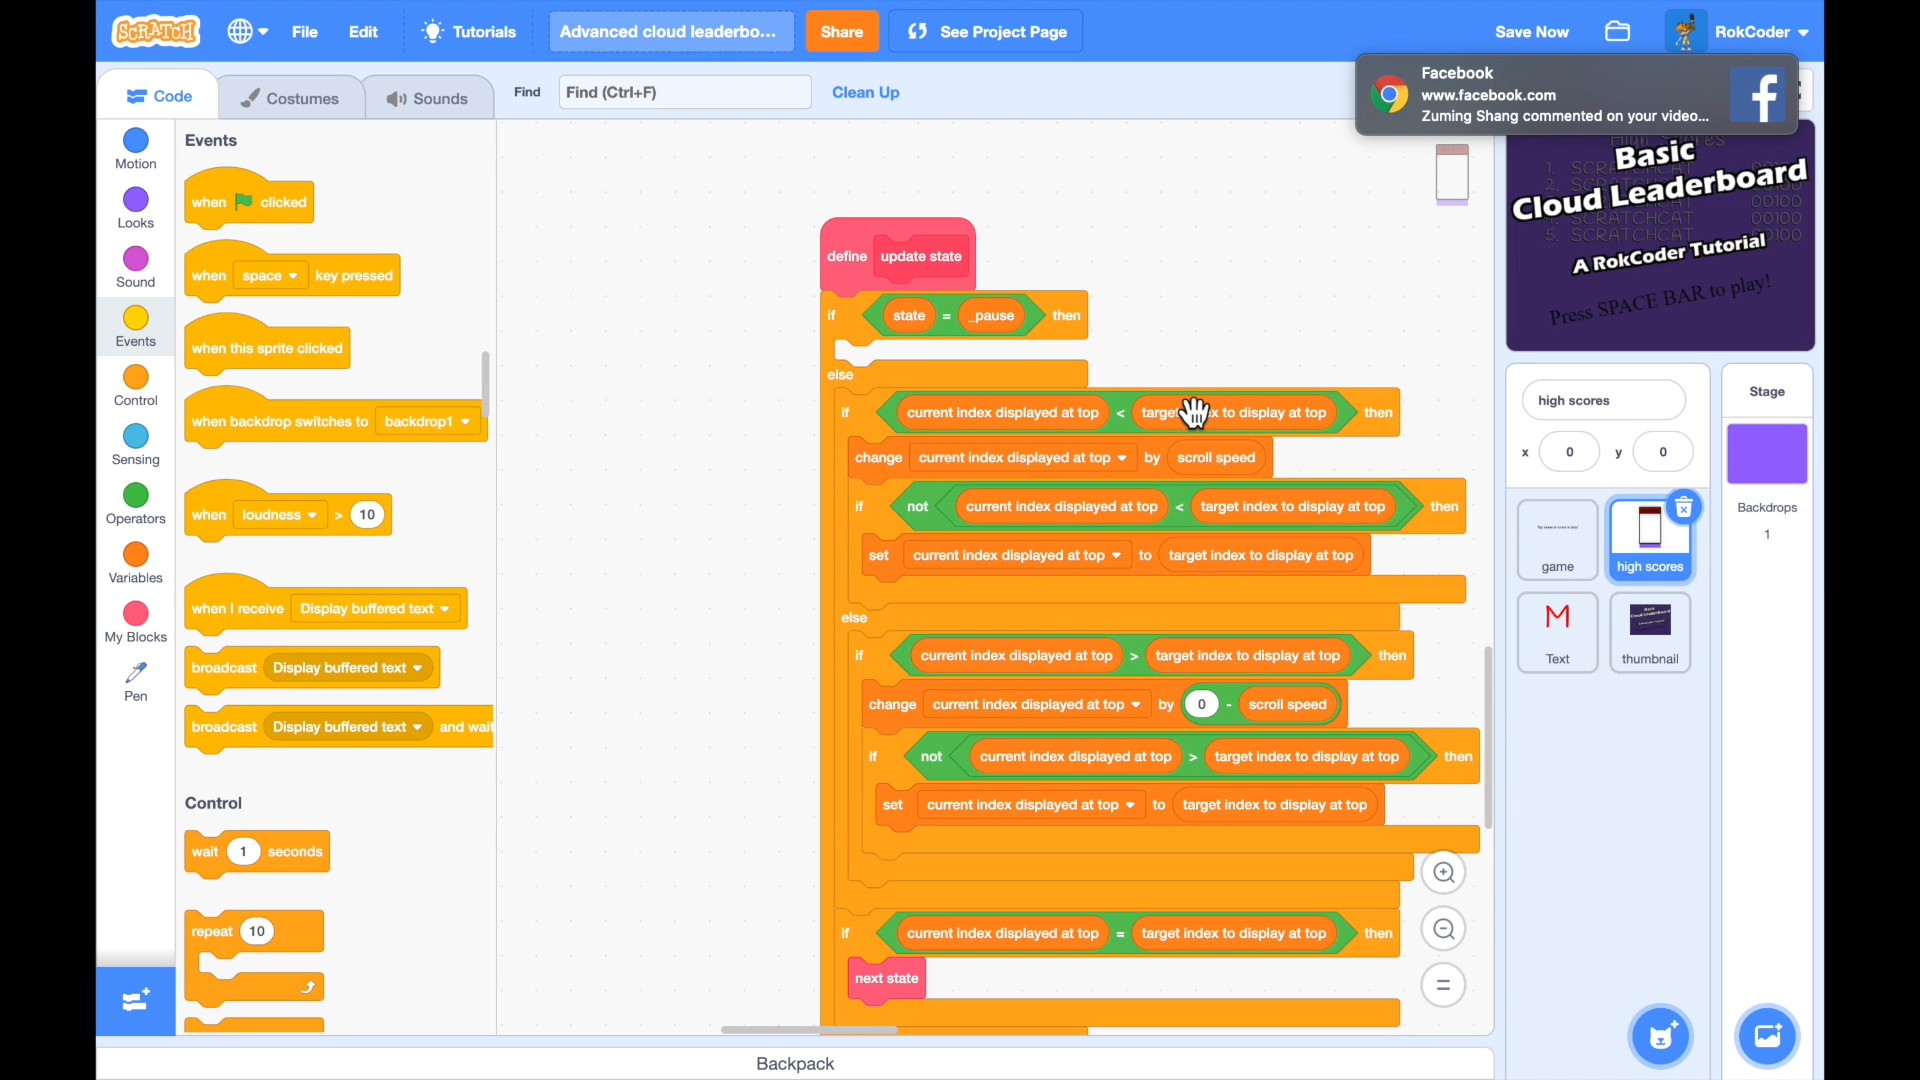 SCRATCH File Edit Tutorials Advanced cloud leaderbo... Share See Project Page Save Now RokCoder
Code Costumes Sounds Find Find (Ctrl+F) Clean Up
Facebook
www.facebook.com
Zuming Shang commented on your video...
Motion
Looks
Sound
Events
Control
Sensing
Operators
Variables
My Blocks
Pen
Events
when clicked
when space key pressed
when this sprite clicked
when backdrop switches to backdrop1
when loudness > 10
when I receive Display buffered text
broadcast Display buffered text
broadcast Display buffered text and wait
Control
wait 1 seconds
repeat 10
define update state
if state = _pause then
else
if current index displayed at top < target to display at top then
change current index displayed at top by scroll speed
if not current index displayed at top < target index to display at top then
set current index displayed at top to target index to display at top
else
if current index displayed at top > target index to display at top then
change current index displayed at top by 0 - scroll speed
if not current index displayed at top > target index to display at top then
set current index displayed at top to target index to display at top
if current index displayed at top = target index to display at top then
next state
High Scores
Basic
Cloud Leaderboard
A RokCoder Tutorial
1. SCRATCHCAT
2.
00100
SCRATCHCAT 00100
5. SCRATCHCAT 00100
Press SPACE BAR to play!
high scores
x 0 y 0
game
high scores
M
Text
thumbnail
Stage
Backdrops
1
Backpack